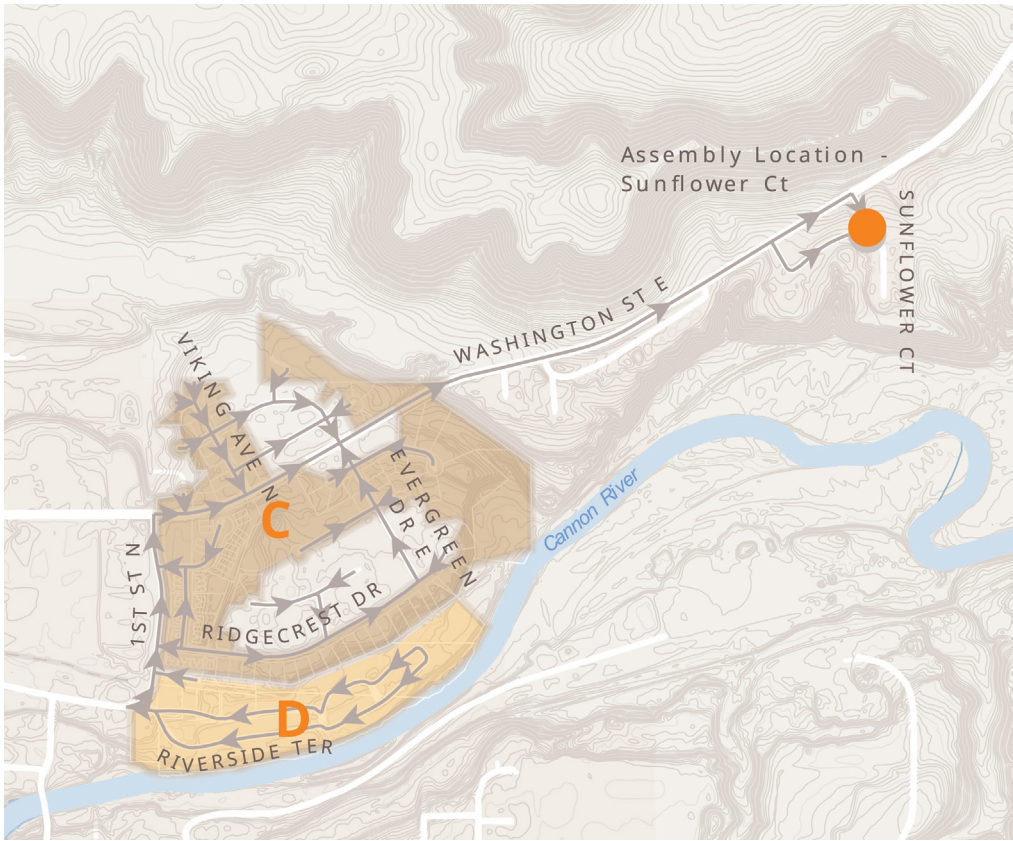 Assembly Location -
Sunflower Ct
SUNFLOWER CT
WASHINGTON ST E
VIKING AVE N
EVERGREEN
DR E
C
Cannon River
1ST ST N
RIDGECREST DR
D
RIVERSIDE TER